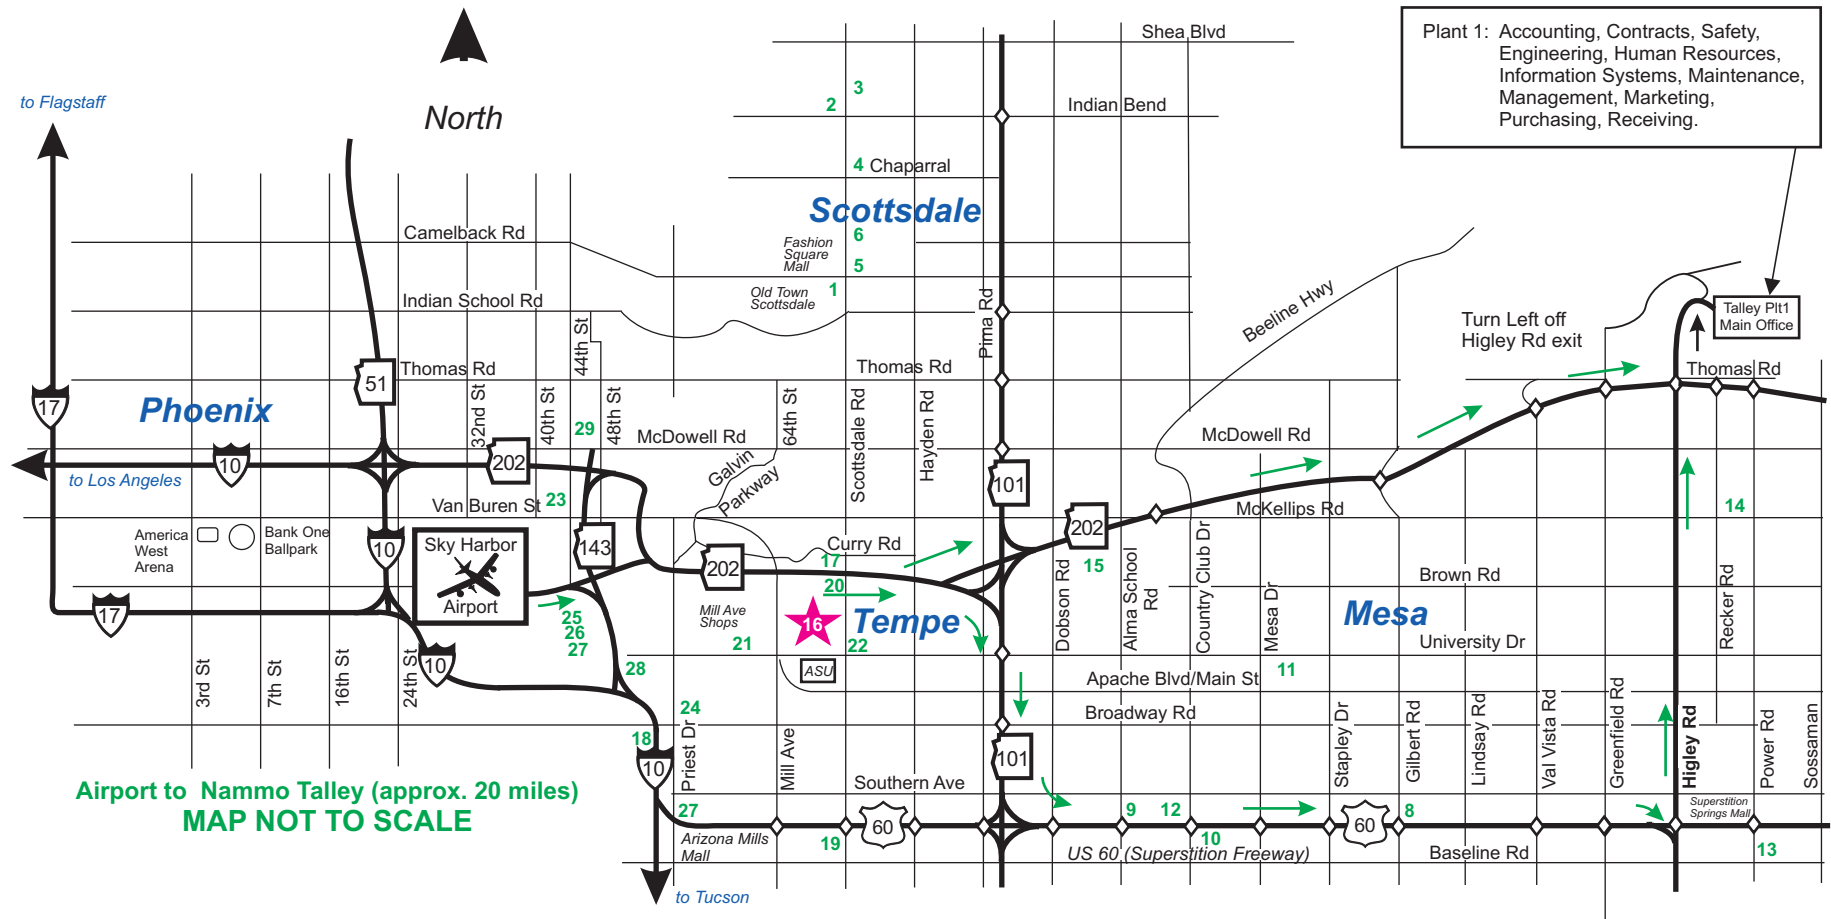 Shea Blvd
Plant 1: Accounting, Contracts, Safety,
Engineering, Human Resources,
Information Systems, Maintenance,
Management, Marketing,
Purchasing, Receiving.
to Flagstaff
North
3
2
Indian Bend
4 Chaparral
Scottsdale
Camelback Rd
6
Fashion
Square
Mall
5
Old Town
Scottsdale
1
Indian School Rd
Pima Rd
Beeline Hwy
Turn Left off
Higley Rd exit
Talley Plt1
Main Office
44th St
Thomas Rd
Thomas Rd
Thomas Rd
51
17
Phoenix
32nd St
40th St
29
48th St
McDowell Rd
64th St
Scottsdale Rd
Hayden Rd
McDowell Rd
10
202
to Los Angeles
Galvin
Parkway
101
Van Buren St
23
202
McKellips Rd
14
America
West
Arena
Bank One
Ballpark
10
Sky Harbor
Airport
143
Curry Rd
17
202
15
Brown Rd
20
17
25
26
27
Mill Ave
Shops
16
Tempe
Mesa
21
22
Dobson Rd
Alma School
Rd
Country Club Dr
Mesa Dr
University Dr
Recker Rd
10
28
ASU
11
3rd St
7th St
16th St
24th St
Apache Blvd/Main St
24
Broadway Rd
18
Priest Dr
Mill Ave
101
Stapley Dr
Gilbert Rd
Lindsay Rd
Val Vista Rd
Greenfield Rd
Higley Rd
Power Rd
Sossaman
10
Southern Ave
Airport to Nammo Talley (approx. 20 miles)
MAP NOT TO SCALE
27
60
9
12
60
8
Superstition
Springs Mall
Arizona Mills
Mall
19
10
US 60 (Superstition Freeway)
Baseline Rd
13
to Tucson